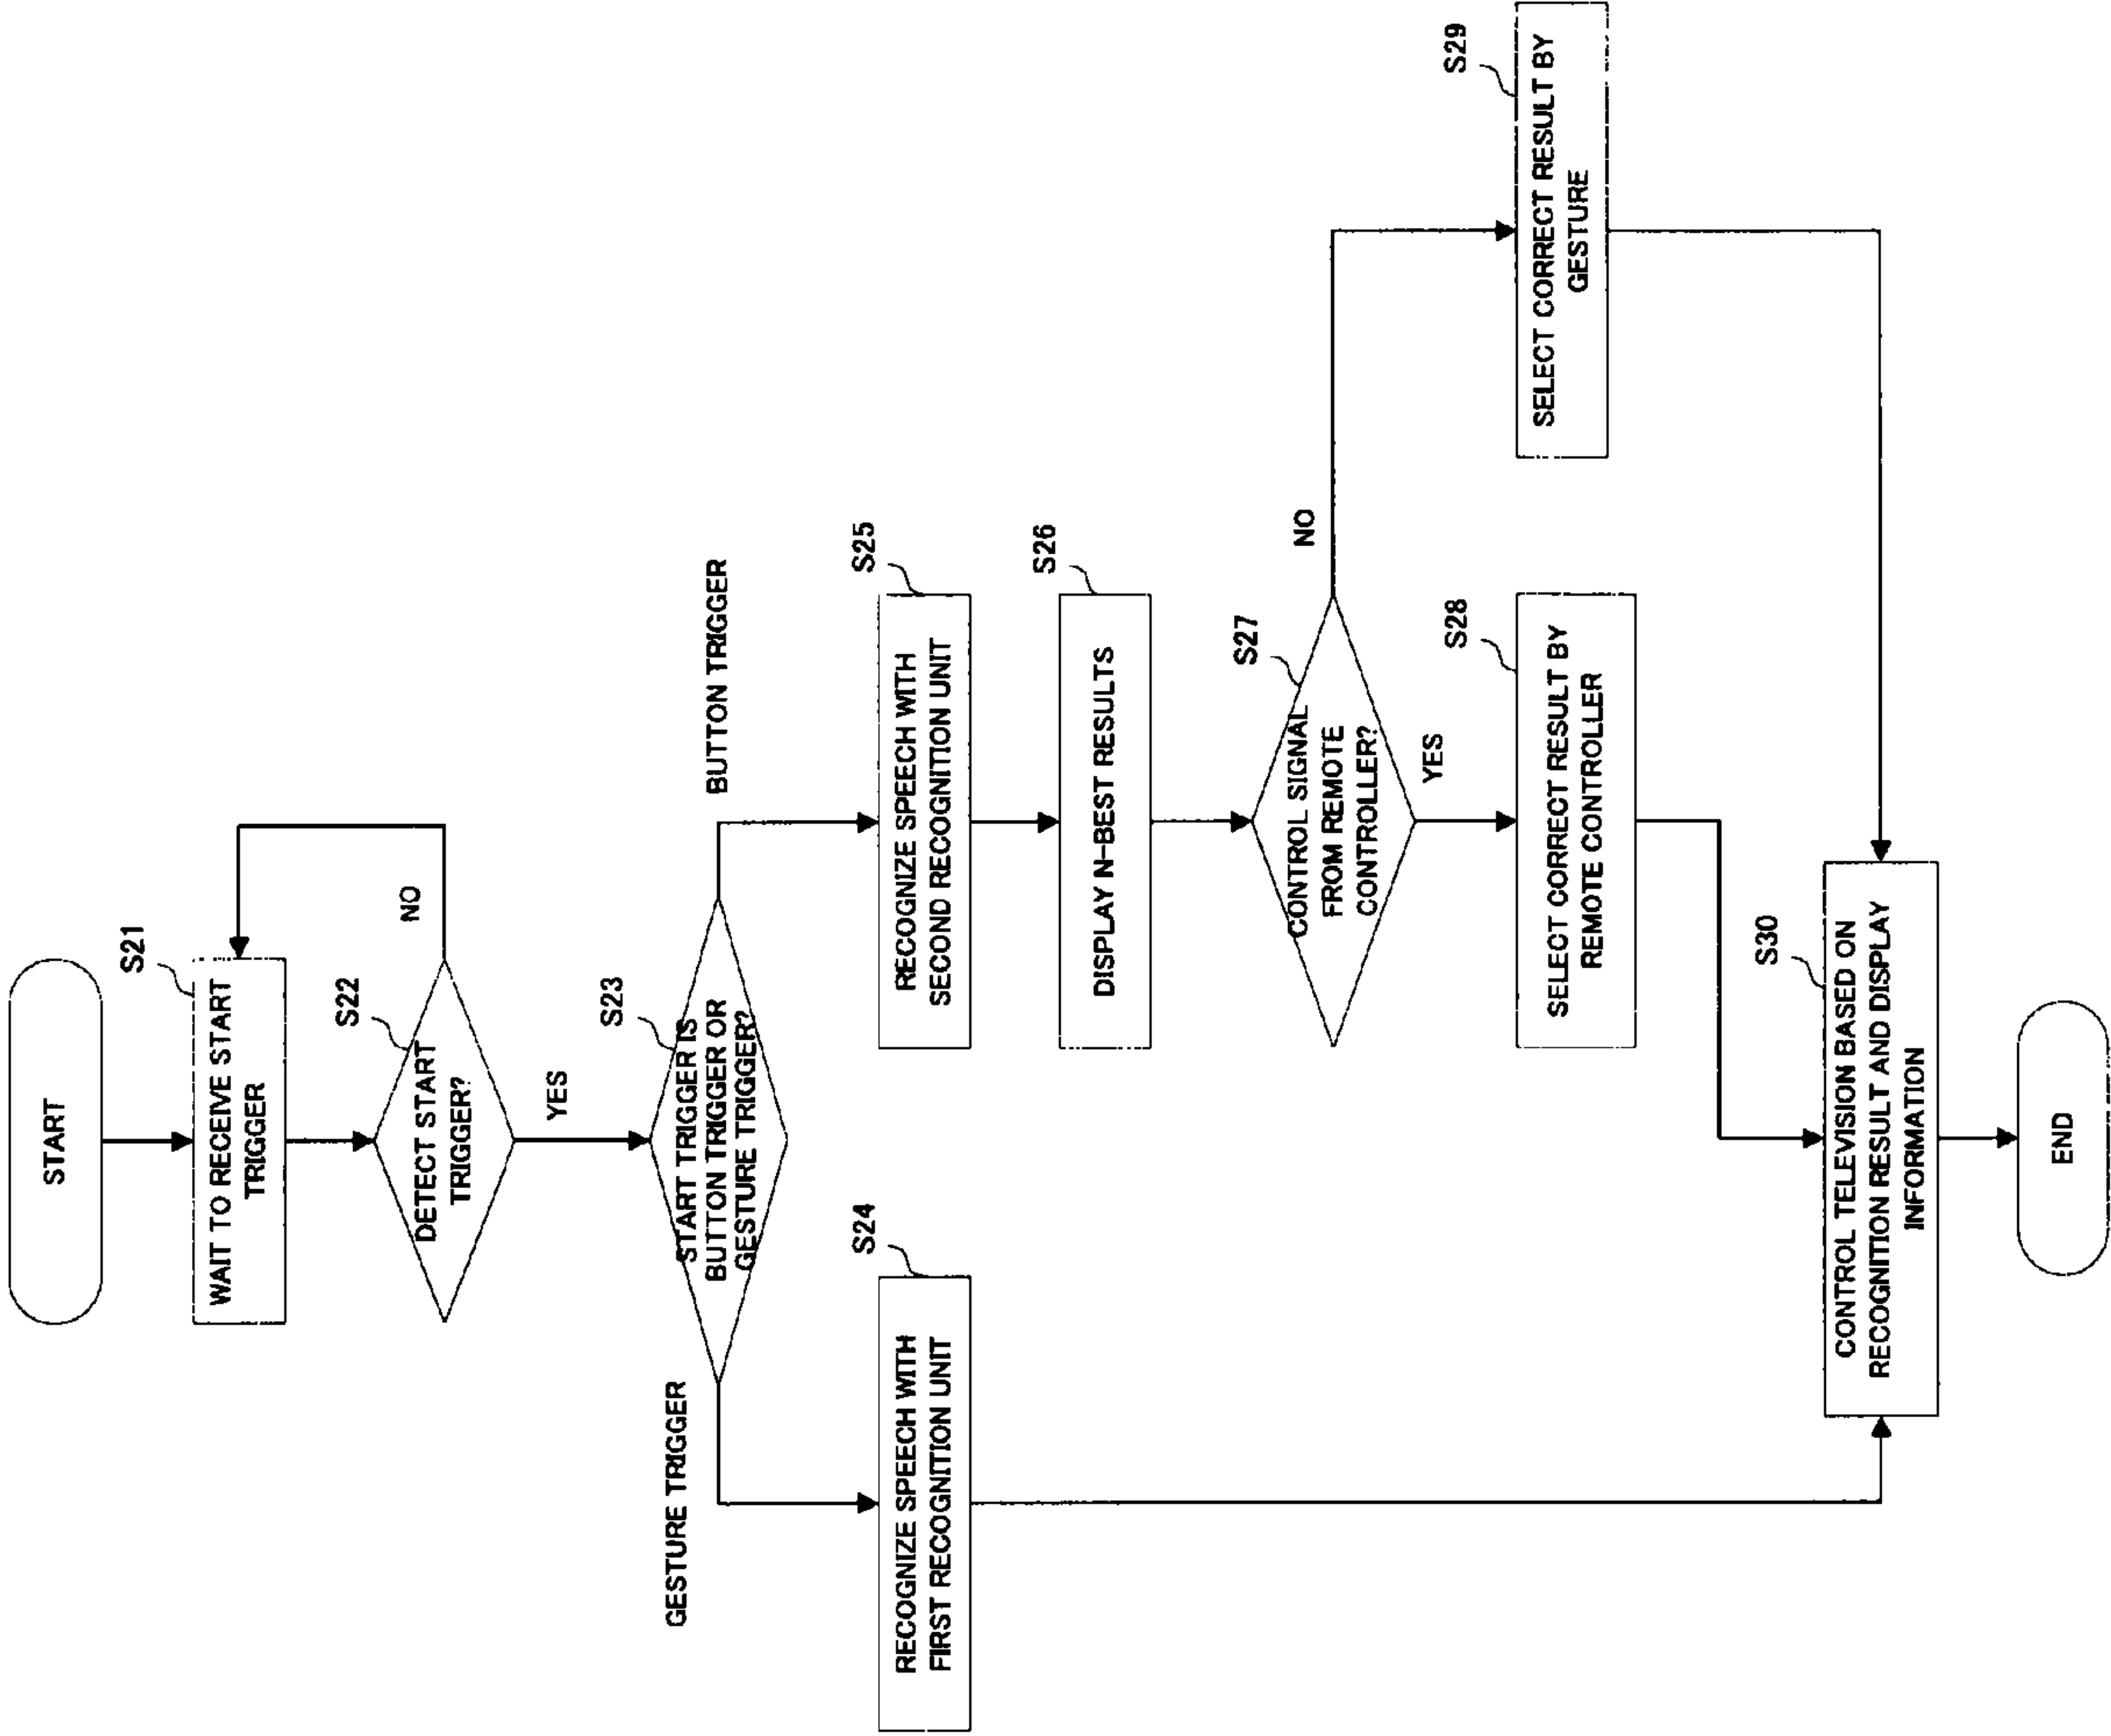 START
S21
WAIT TO RECEIVE START
TRIGGER
S22
DETECT START
TRIGGER?
NO
YES
S23
START TRIGGER IS
BUTTON TRIGGER OR
GESTURE TRIGGER?
GESTURE TRIGGER
BUTTON TRIGGER
S24
RECOGNIZE SPEECH WITH
FIRST RECOGNITION UNIT
S25
RECOGNIZE SPEECH WITH
SECOND RECOGNITION UNIT
S26
DISPLAY N-BEST RESULTS
S27
CONTROL SIGNAL
FROM REMOTE
CONTROLLER?
NO
YES
S28
SELECT CORRECT RESULT BY
REMOTE CONTROLLER
S29
SELECT CORRECT RESULT BY
GESTURE
S30
CONTROL TELEVISION BASED ON
RECOGNITION RESULT AND DISPLAY
INFORMATION
END